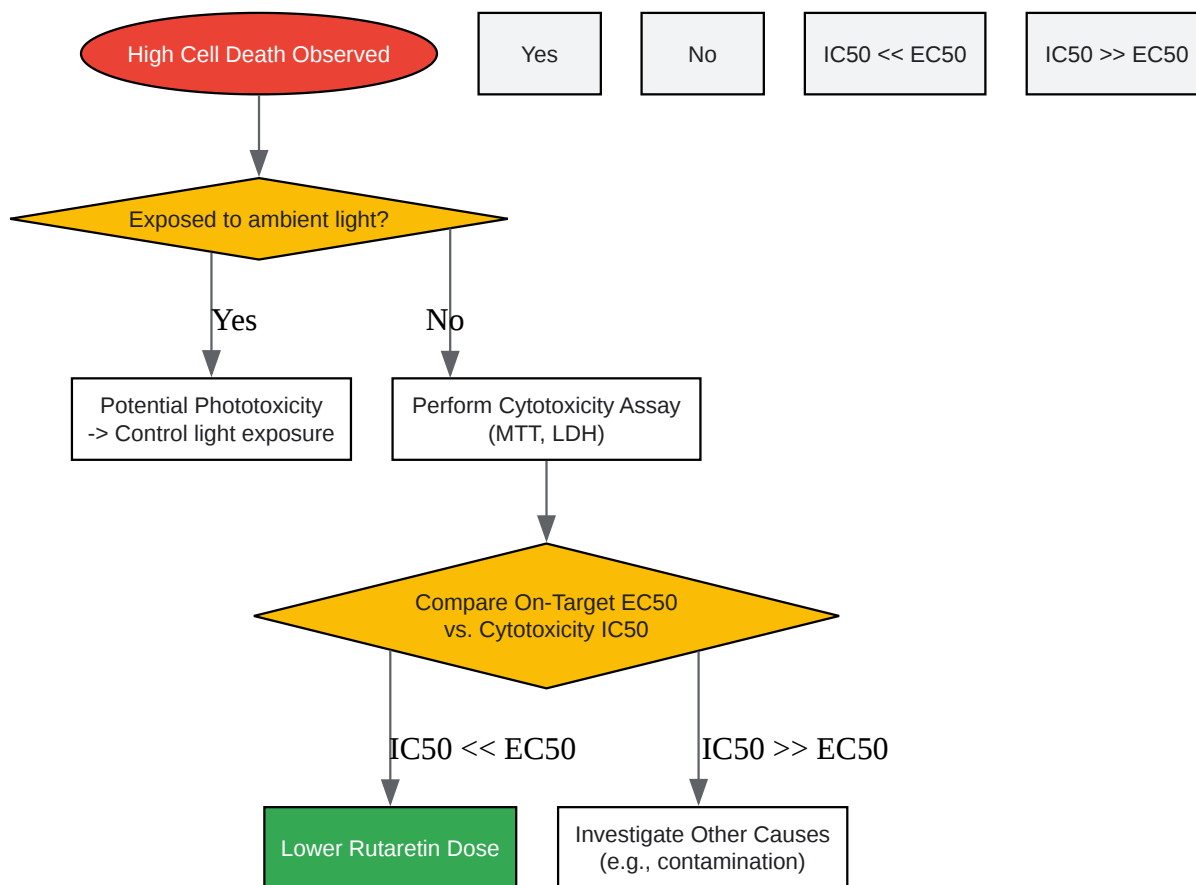 High Cell Death Observed
Yes
No
IC50 << EC50
IC50 >> EC50
Exposed to ambient light?
Yes
No
Potential Phototoxicity
-> Control light exposure
Perform Cytotoxicity Assay
(MTT, LDH)
Compare On-Target EC50
vs. Cytotoxicity IC50
IC50 << EC50
IC50 >> EC50
Lower Rutaretin Dose
Investigate Other Causes
(e.g., contamination)